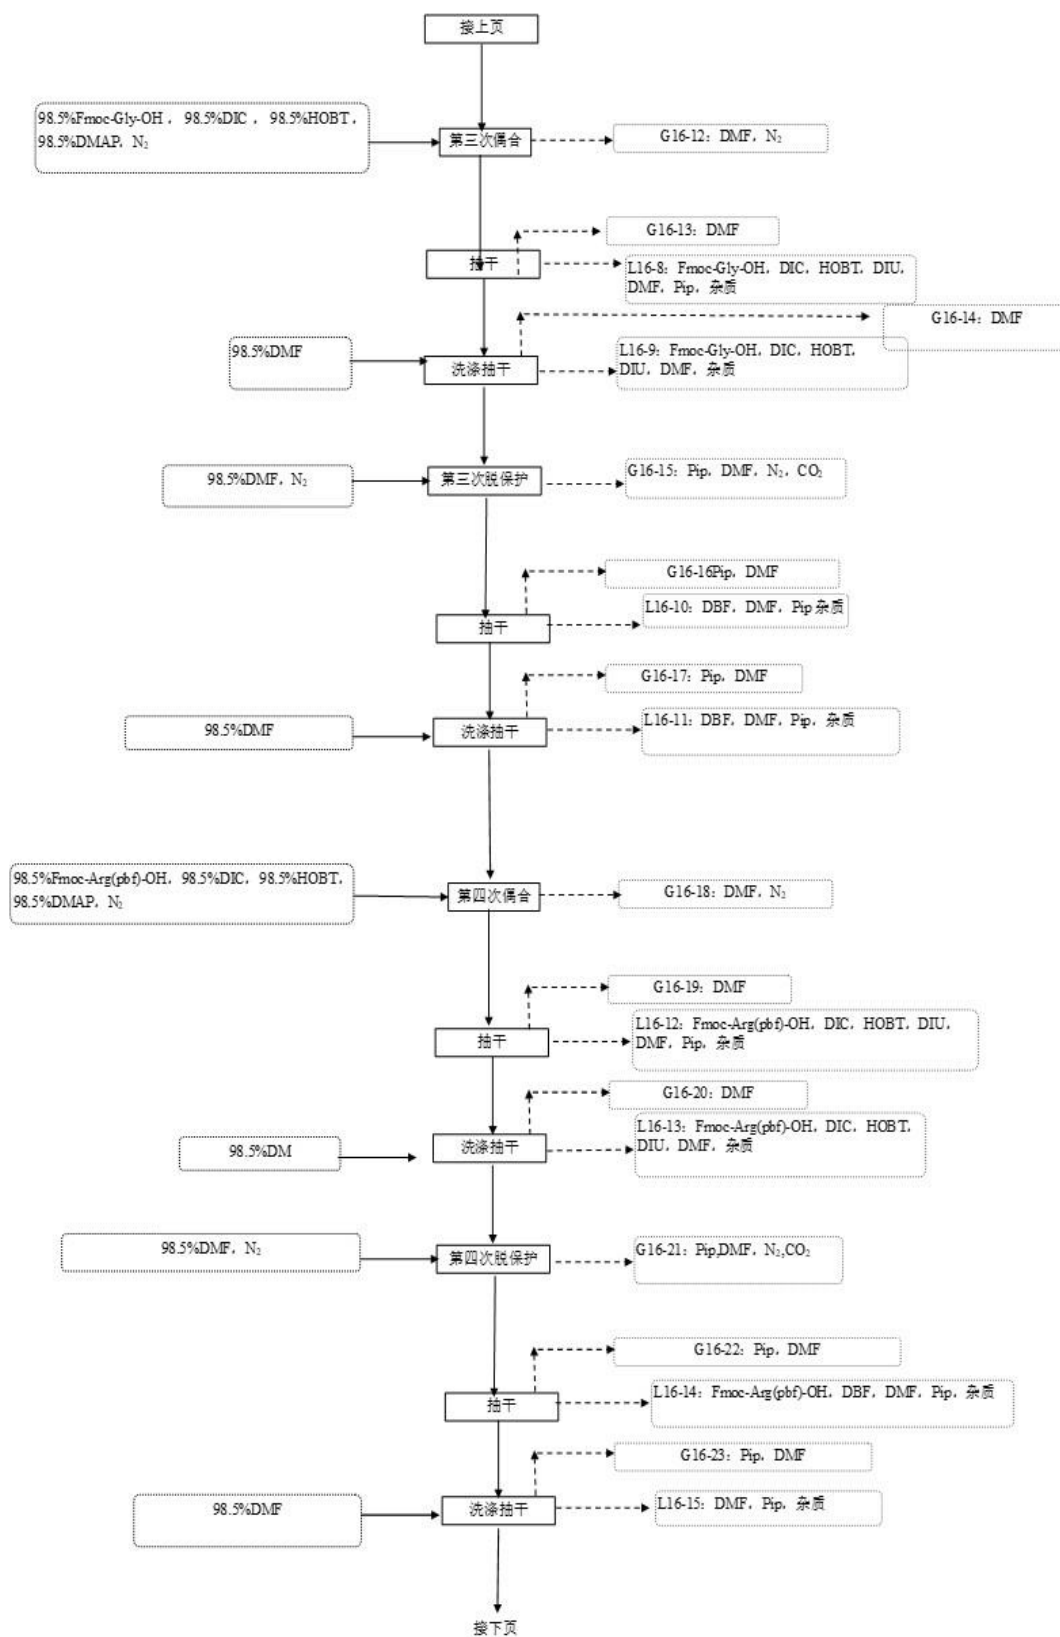 接上页
98.5%Fmoc-Gly-OH，98.5%DIC，98.5%HOBT，
98.5%DMAP，N₂
第三次偶合
G16-12：DMF，N₂
G16-13：DMF
抽干
L16-8：Fmoc-Gly-OH，DIC，HOBT，DIU，
DMF，Pip，杂质
G16-14：DMF
98.5%DMF
洗涤抽干
L16-9：Fmoc-Gly-OH，DIC，HOBT，
DIU，DMF，杂质
98.5%DMF，N₂
第三次脱保护
G16-15：Pip，DMF，N₂，CO₂
G16-16Pip，DMF
抽干
L16-10：DBF，DMF，Pip杂质
G16-17：Pip，DMF
98.5%DMF
洗涤抽干
L16-11：DBF，DMF，Pip，杂质
98.5%Fmoc-Arg(pbf)-OH，98.5%DIC，98.5%HOBT，
98.5%DMAP，N₂
第四次偶合
G16-18：DMF，N₂
G16-19：DMF
抽干
L16-12：Fmoc-Arg(pbf)-OH，DIC，HOBT，DIU，
DMF，Pip，杂质
G16-20：DMF
98.5%DM
洗涤抽干
L16-13：Fmoc-Arg(pbf)-OH，DIC，HOBT，
DIU，DMF，杂质
98.5%DMF，N₂
第四次脱保护
G16-21：Pip,DMF，N₂,CO₂
G16-22：Pip，DMF
抽干
L16-14：Fmoc-Arg(pbf)-OH，DBF，DMF，Pip，杂质
G16-23：Pip，DMF
98.5%DMF
洗涤抽干
L16-15：DMF，Pip，杂质
接下页